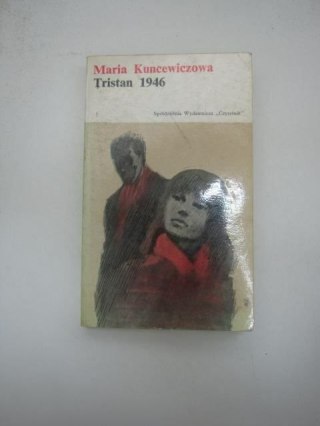 Maria Kuncewiczowa
Tristan 1946
Spółdzielnia Wydawnicza „Czytelnik”